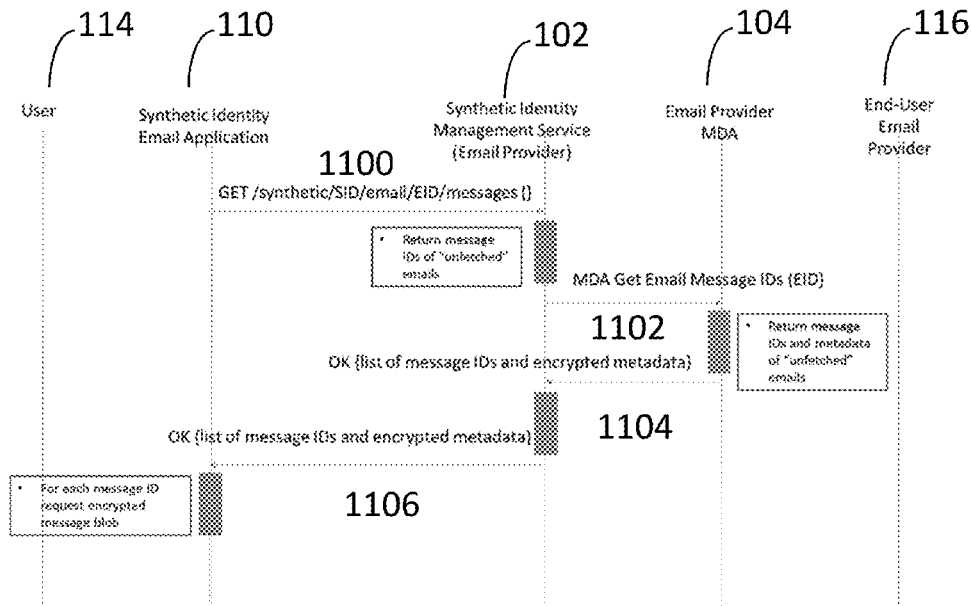 114
110
102
104
116
User
Synthetic Identity
Email Application
Synthetic Identity
Management Service
(Email Provider)
Email Provider
MDA
End-User
Email
Provider
1100
GET /synthetic/SID/email/EID/messages {}
• Return message
IDs of "unfetched"
emails
MDA Get Email Message IDs {EID}
1102
• Return message
IDs and metadata
of "unfetched"
emails
OK {list of message IDs and encrypted metadata}
1104
OK {list of message IDs and encrypted metadata}
1106
• For each message ID
request encrypted
message blob